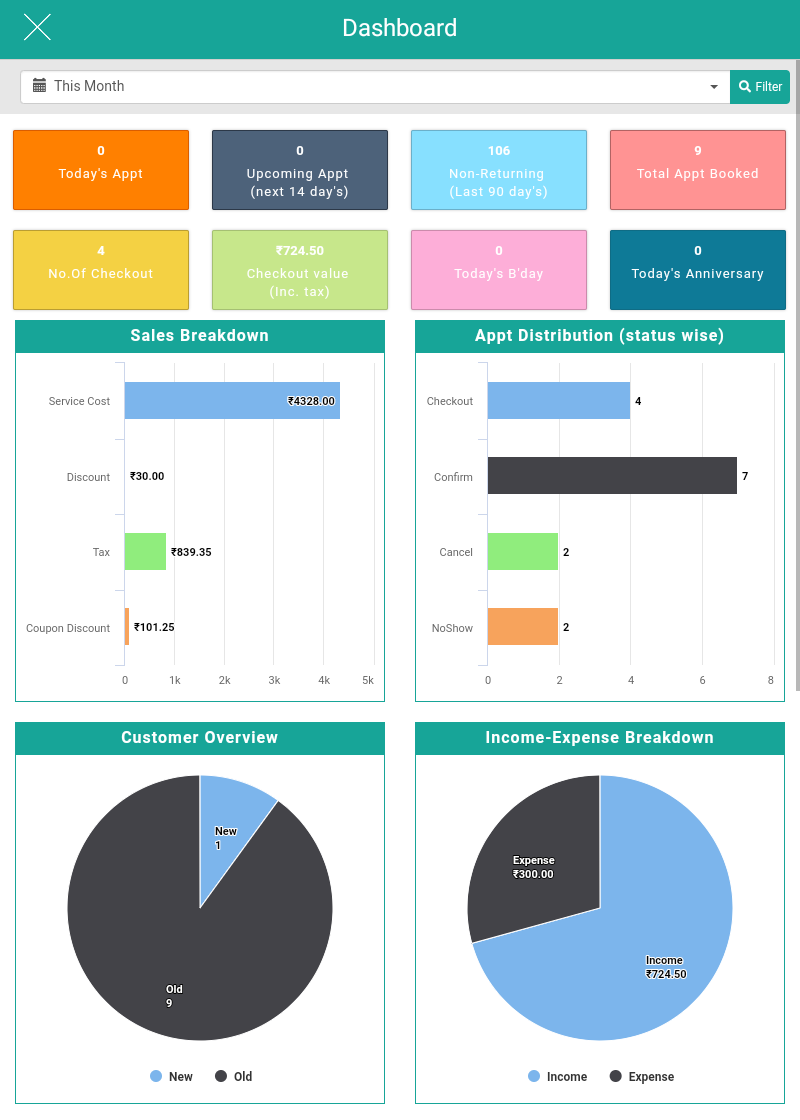 Dashboard
This Month
Filter
0
Today's Appt
0
Upcoming Appt
(next 14 day's)
106
Non-Returning
(Last 90 day's)
9
Total Appt Booked
4
No.Of Checkout
₹724.50
Checkout value
(Inc. tax)
0
Today's B'day
0
Today's Anniversary
Sales Breakdown
Service Cost
₹4328.00
Discount
₹30.00
Tax
₹839.35
Coupon Discount
₹101.25
0 1k 2k 3k 4k 5k
Appt Distribution (status wise)
Checkout
4
Confirm
7
Cancel
2
NoShow
2
0 2 4 6 8
Customer Overview
New
1
Old
9
New Old
Income-Expense Breakdown
Expense
₹300.00
Income
₹724.50
Income Expense